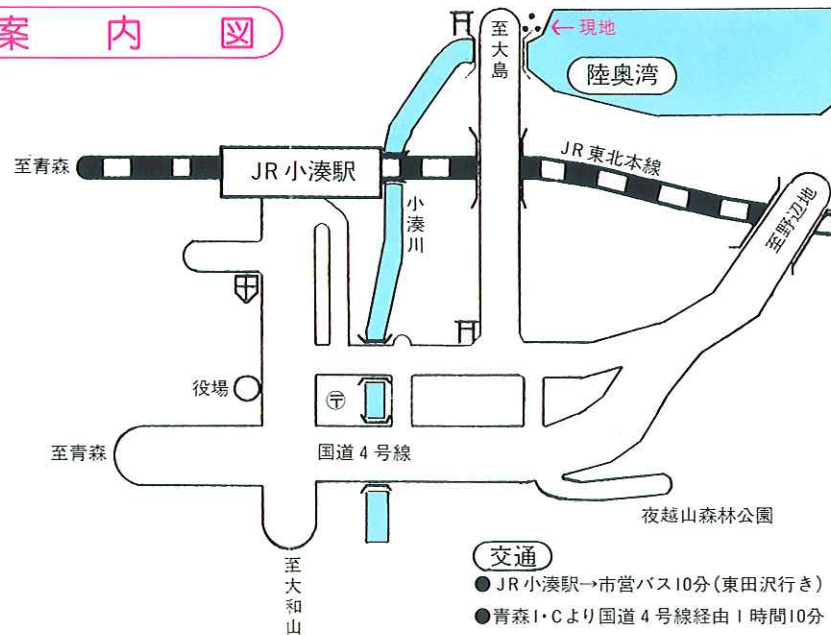 案内図
至大島
←現地
陸奥湾
至青森
JR小湊駅
JR東北本線
小湊川
至野辺地
役場
〒
至青森
国道4号線
夜越山森林公園
至大和山
交通
●JR小湊駅→市営バス10分(東田沢行き)
●青森I・Cより国道4号線経由1時間10分